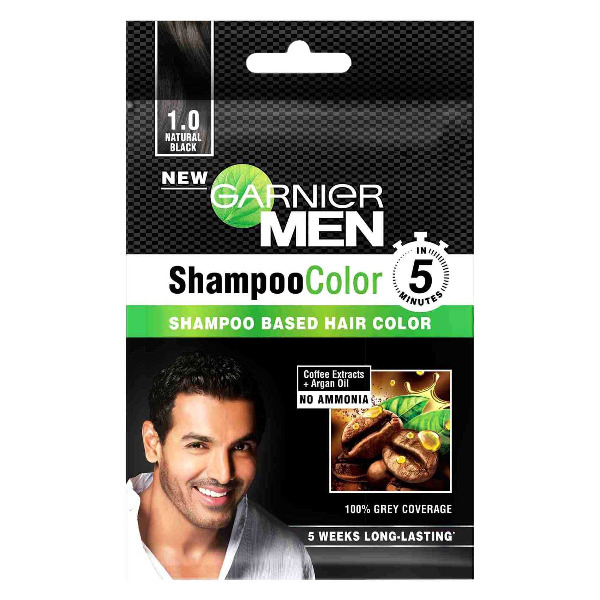 1.0
NATURAL
BLACK
NEW
GARNIER
MEN
ShampooColor
IN
5
MINUTES
SHAMPOO BASED HAIR COLOR
Coffee Extracts
+ Argan Oil
NO AMMONIA
100% GREY COVERAGE
5 WEEKS LONG-LASTING*